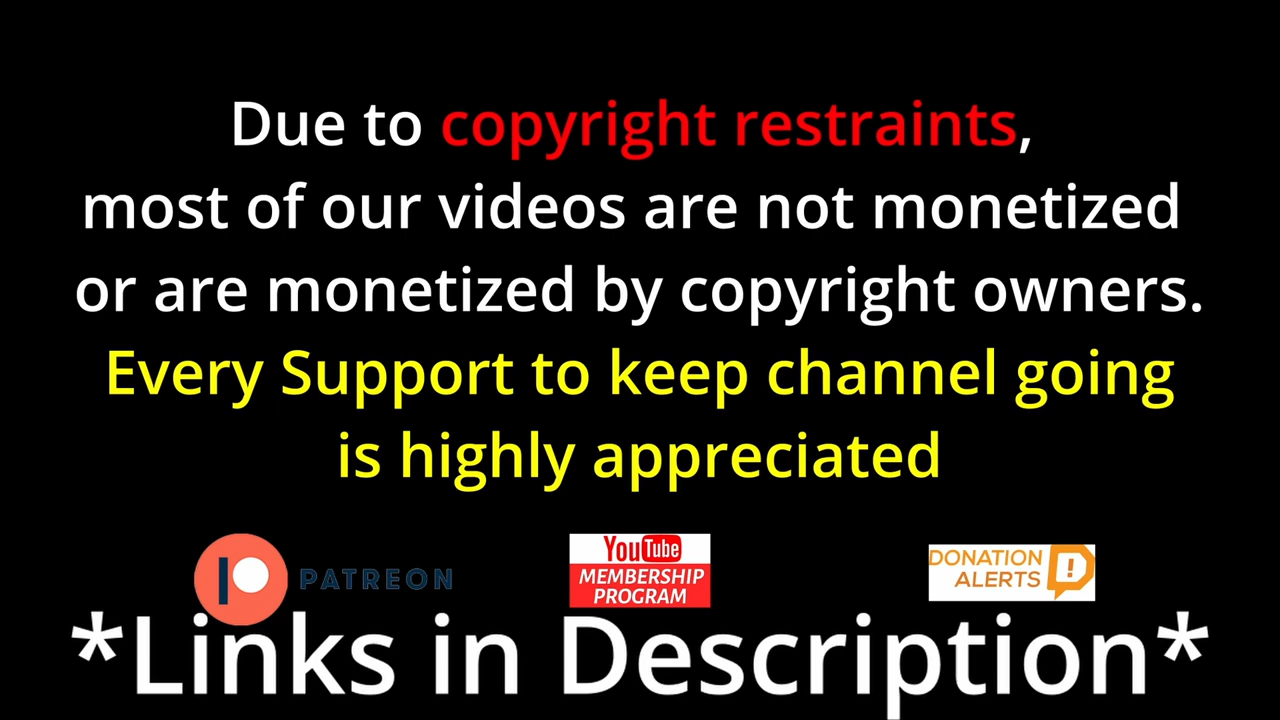 Due to copyright restraints,
most of our videos are not monetized
or are monetized by copyright owners.
Every Support to keep channel going
is highly appreciated
PATREON
YouTube
MEMBERSHIP
PROGRAM
DONATION
ALERTS
*Links in Description*